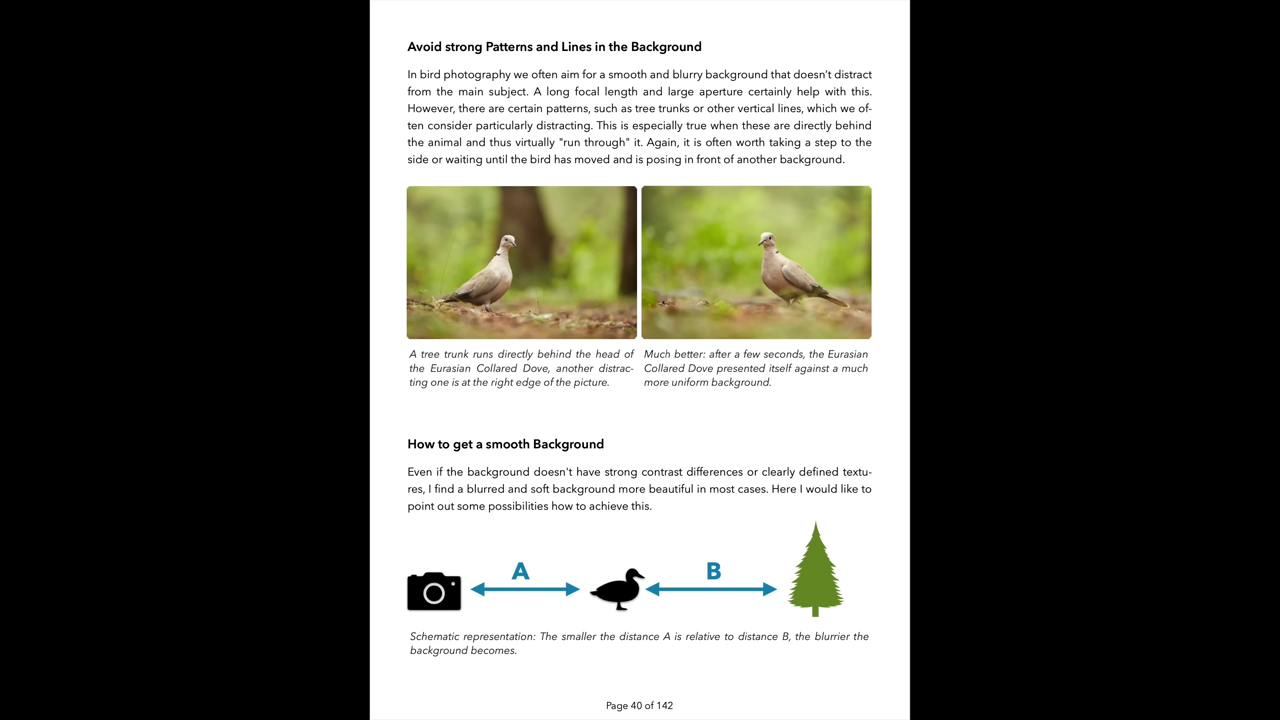 Avoid strong Patterns and Lines in the Background
In bird photography we often aim for a smooth and blurry background that doesn't distract
from the main subject. A long focal length and large aperture certainly help with this.
However, there are certain patterns, such as tree trunks or other vertical lines, which we of-
ten consider particularly distracting. This is especially true when these are directly behind
the animal and thus virtually "run through" it. Again, it is often worth taking a step to the
side or waiting until the bird has moved and is posing in front of another background.
A tree trunk runs directly behind the head of
the Eurasian Collared Dove, another distrac-
ting one is at the right edge of the picture.
Much better: after a few seconds, the Eurasian
Collared Dove presented itself against a much
more uniform background.
How to get a smooth Background
Even if the background doesn't have strong contrast differences or clearly defined textu-
res, I find a blurred and soft background more beautiful in most cases. Here I would like to
point out some possibilities how to achieve this.
A
B
Schematic representation: The smaller the distance A is relative to distance B, the blurrier the
background becomes.
Page 40 of 142